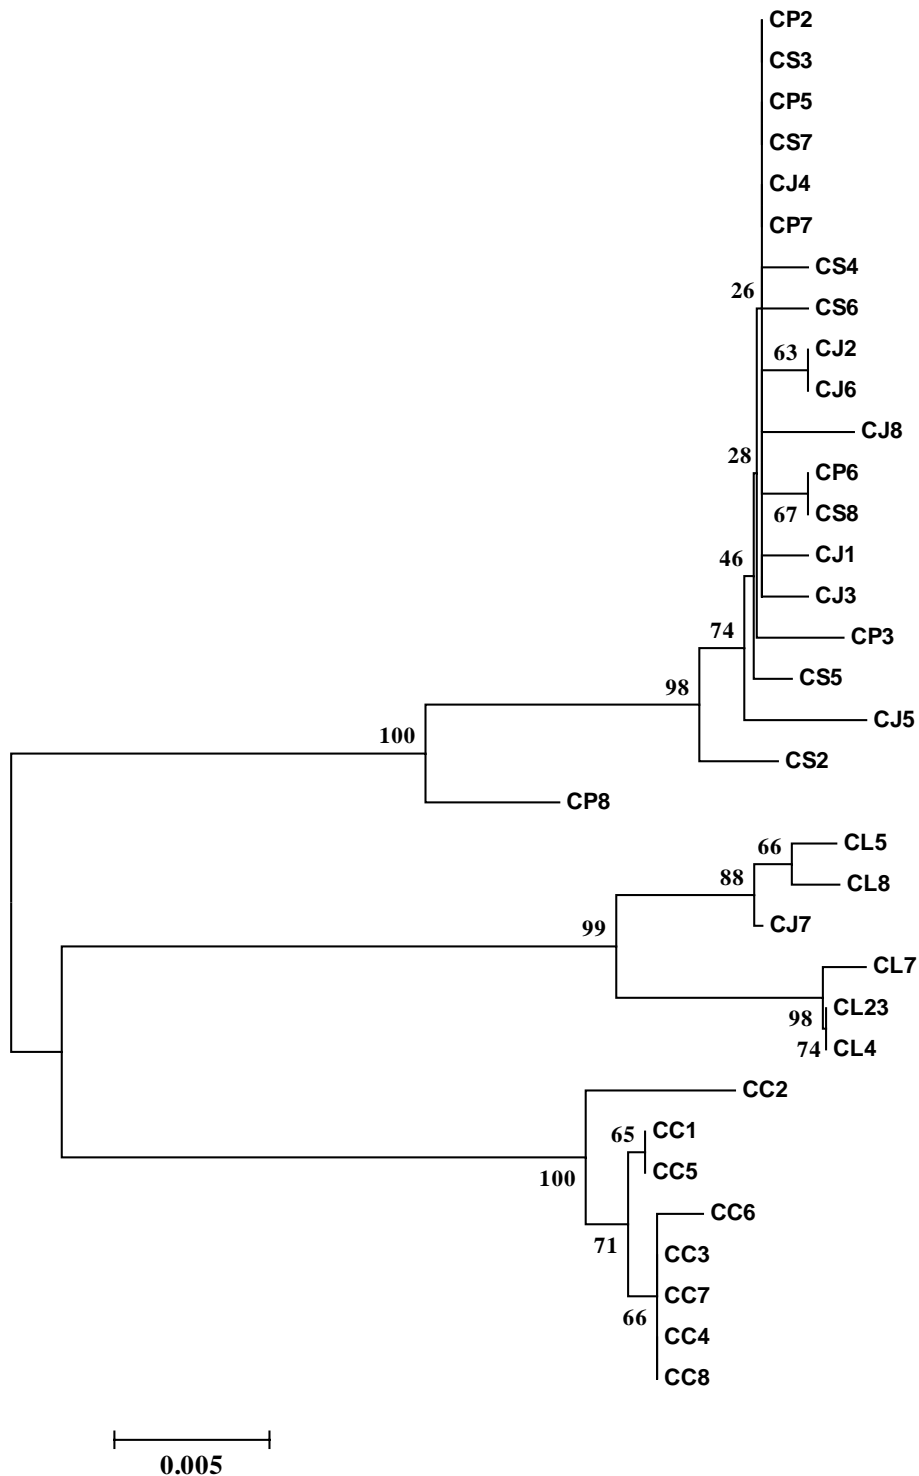 CP2
CS3
CP5
CS7
CJ4
CP7
CS4
26
CS6
63
CJ2
CJ6
CJ8
28
CP6
67
CS8
46
CJ1
CJ3
74
CP3
CS5
98
CJ5
100
CS2
CP8
66
CL5
88
CL8
99
CJ7
CL7
98
CL23
74
CL4
CC2
65
CC1
100
CC5
CC6
71
CC3
CC7
66
CC4
CC8
0.005